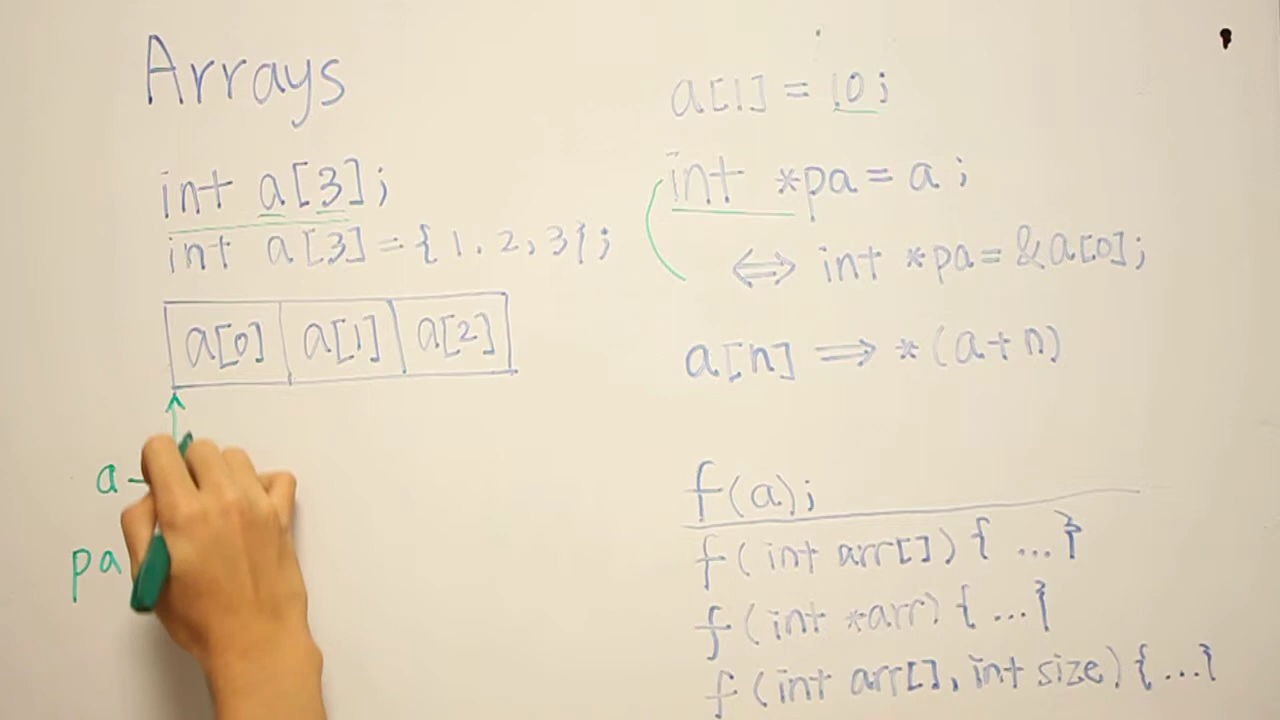 Arrays
int a[3];
int a[3]={1.2,3};
a[0] a[1] a[2]
a
pa
a[1] = 10;
int *pa = a;
⇔ int *pa = &a[0];
a[n] ⇒ *(a+n)
f(a);
f(int arr[]){ ...}
f(int *arr){ ...}
f(int arr[], int size){...}